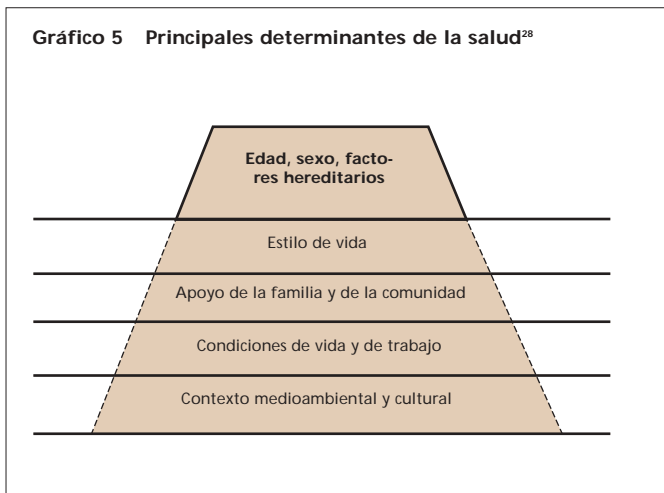 Gráfico 5 Principales determinantes de la salud28
Edad, sexo, facto-
res hereditarios
Estilo de vida
Apoyo de la familia y de la comunidad
Condiciones de vida y de trabajo
Contexto medioambiental y cultural